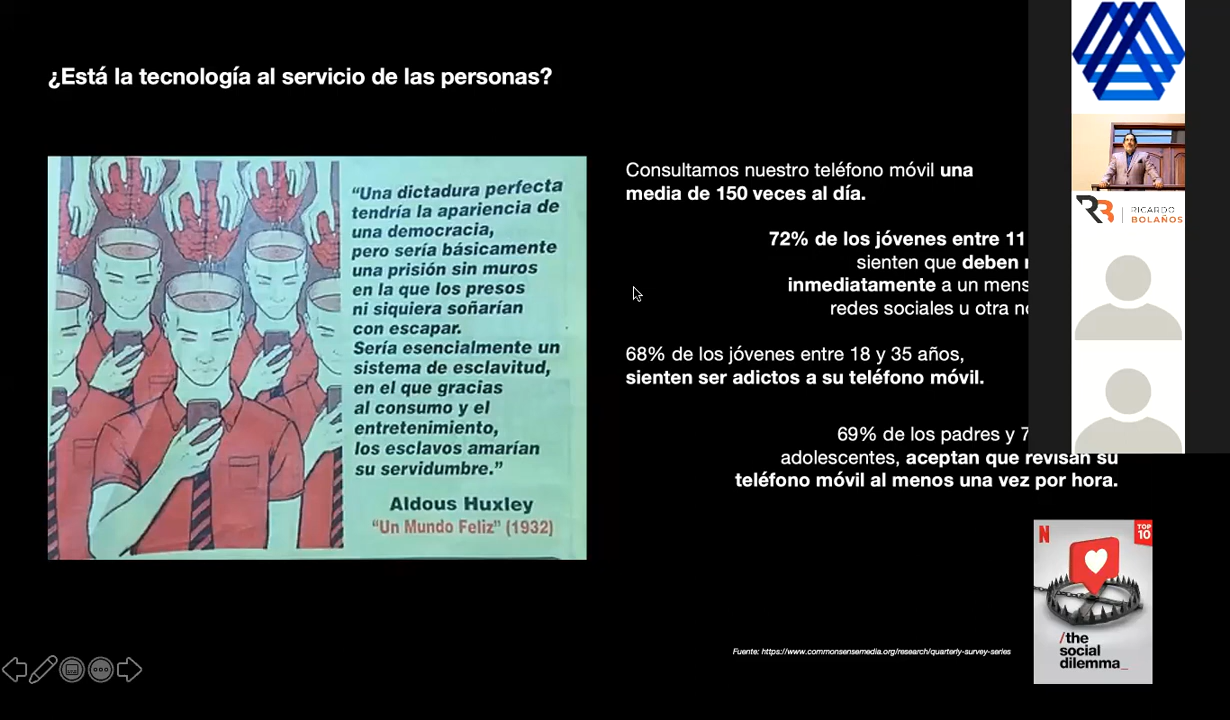 ¿Está la tecnología al servicio de las personas?
“Una dictadura perfecta
tendría la apariencia de
una democracia,
pero sería básicamente
una prisión sin muros
en la que los presos
ni siquiera soñarían
con escapar.
Sería esencialmente un
sistema de esclavitud,
en el que gracias
al consumo y el
entretenimiento,
los esclavos amarían
su servidumbre.”
Aldous Huxley
“Un Mundo Feliz” (1932)
Consultamos nuestro teléfono móvil una
media de 150 veces al día.
72% de los jóvenes entre 11
sienten que deben
inmediatamente a un
redes sociales u otra
68% de los jóvenes entre 18 y 35 años,
sienten ser adictos a su teléfono móvil.
69% de los padres y 7
adolescentes, aceptan que revisan su
teléfono móvil al menos una vez por hora.
RB RICARDO
BOLAÑOS
N
TOP
10
/the
social
dilemma_
Fuente: https://www.commonsensemedia.org/research/quarterly-survey-series